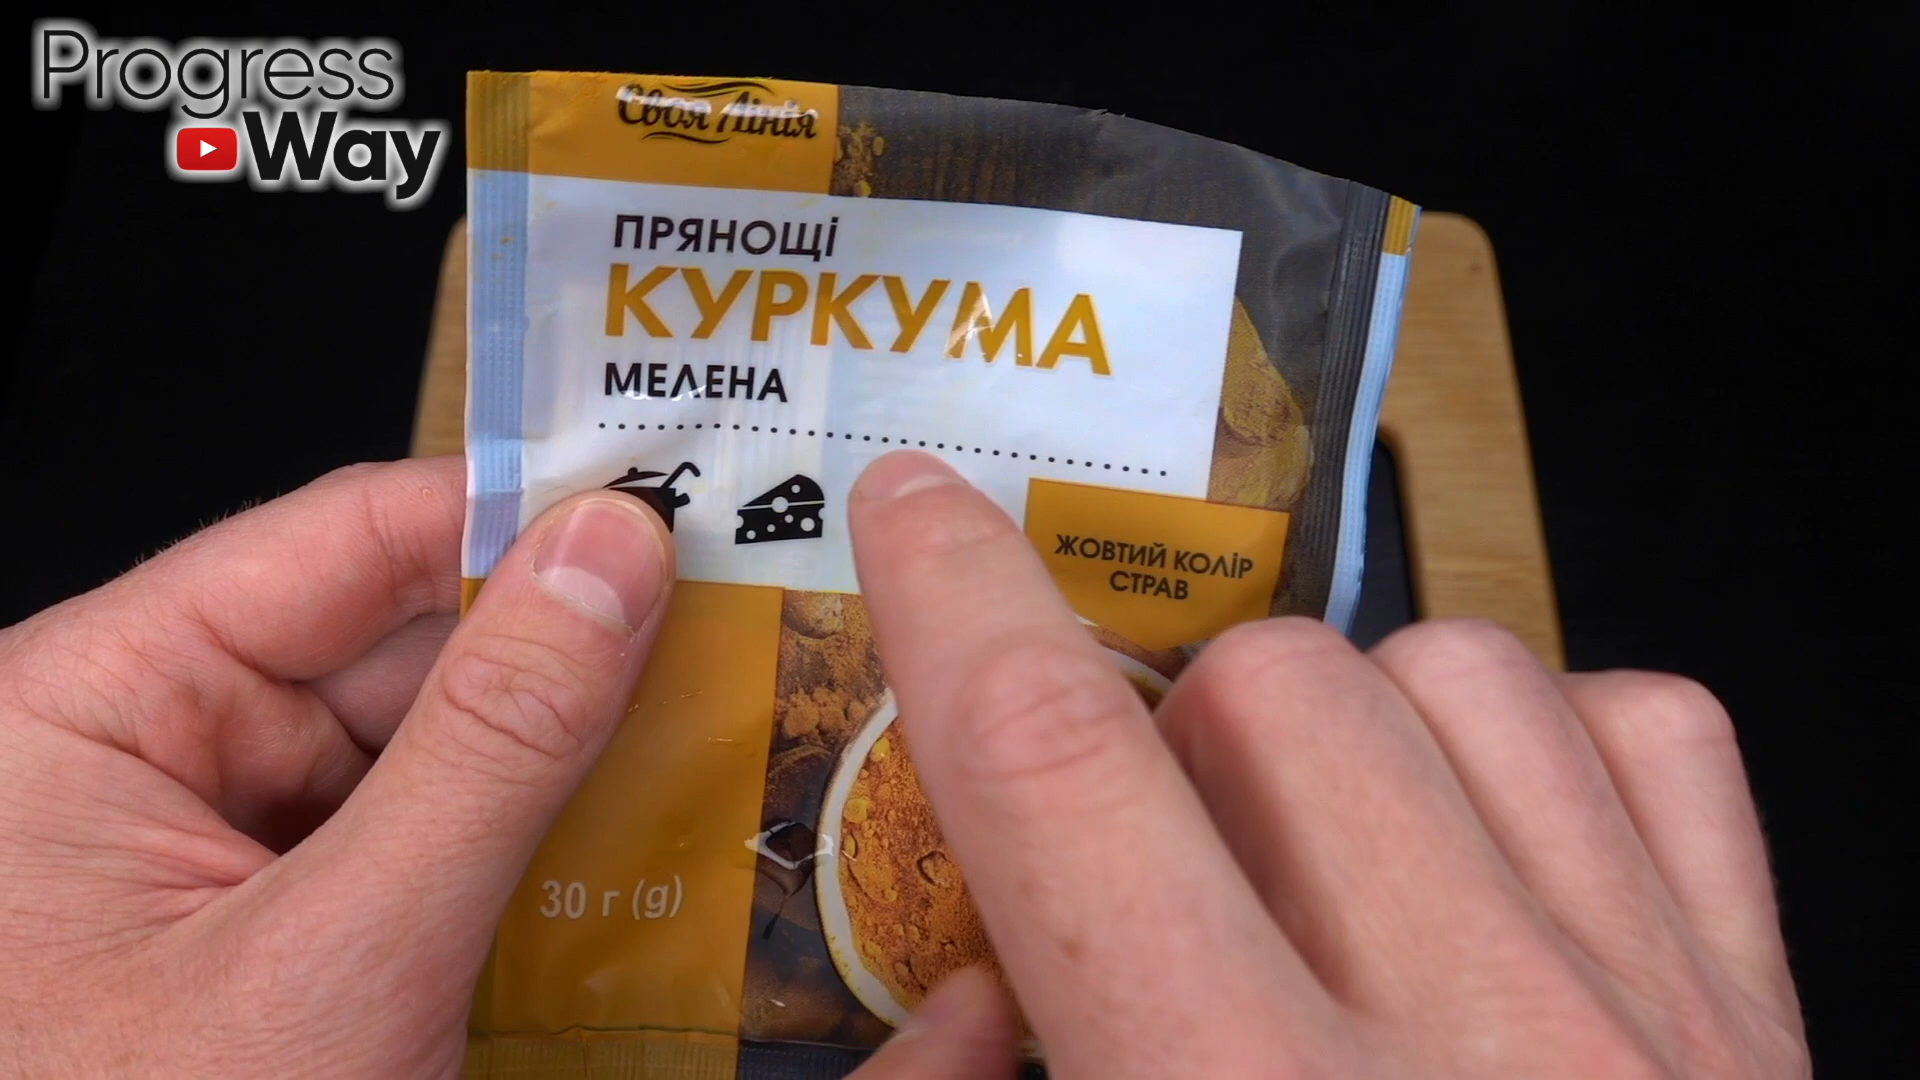 Progress
Way
Своя Лінія
ПРЯНОЩі
КУРКУМА
МЕЛЕНА
ЖОВТИЙ КОЛІР
СТРАВ
30 г (g)